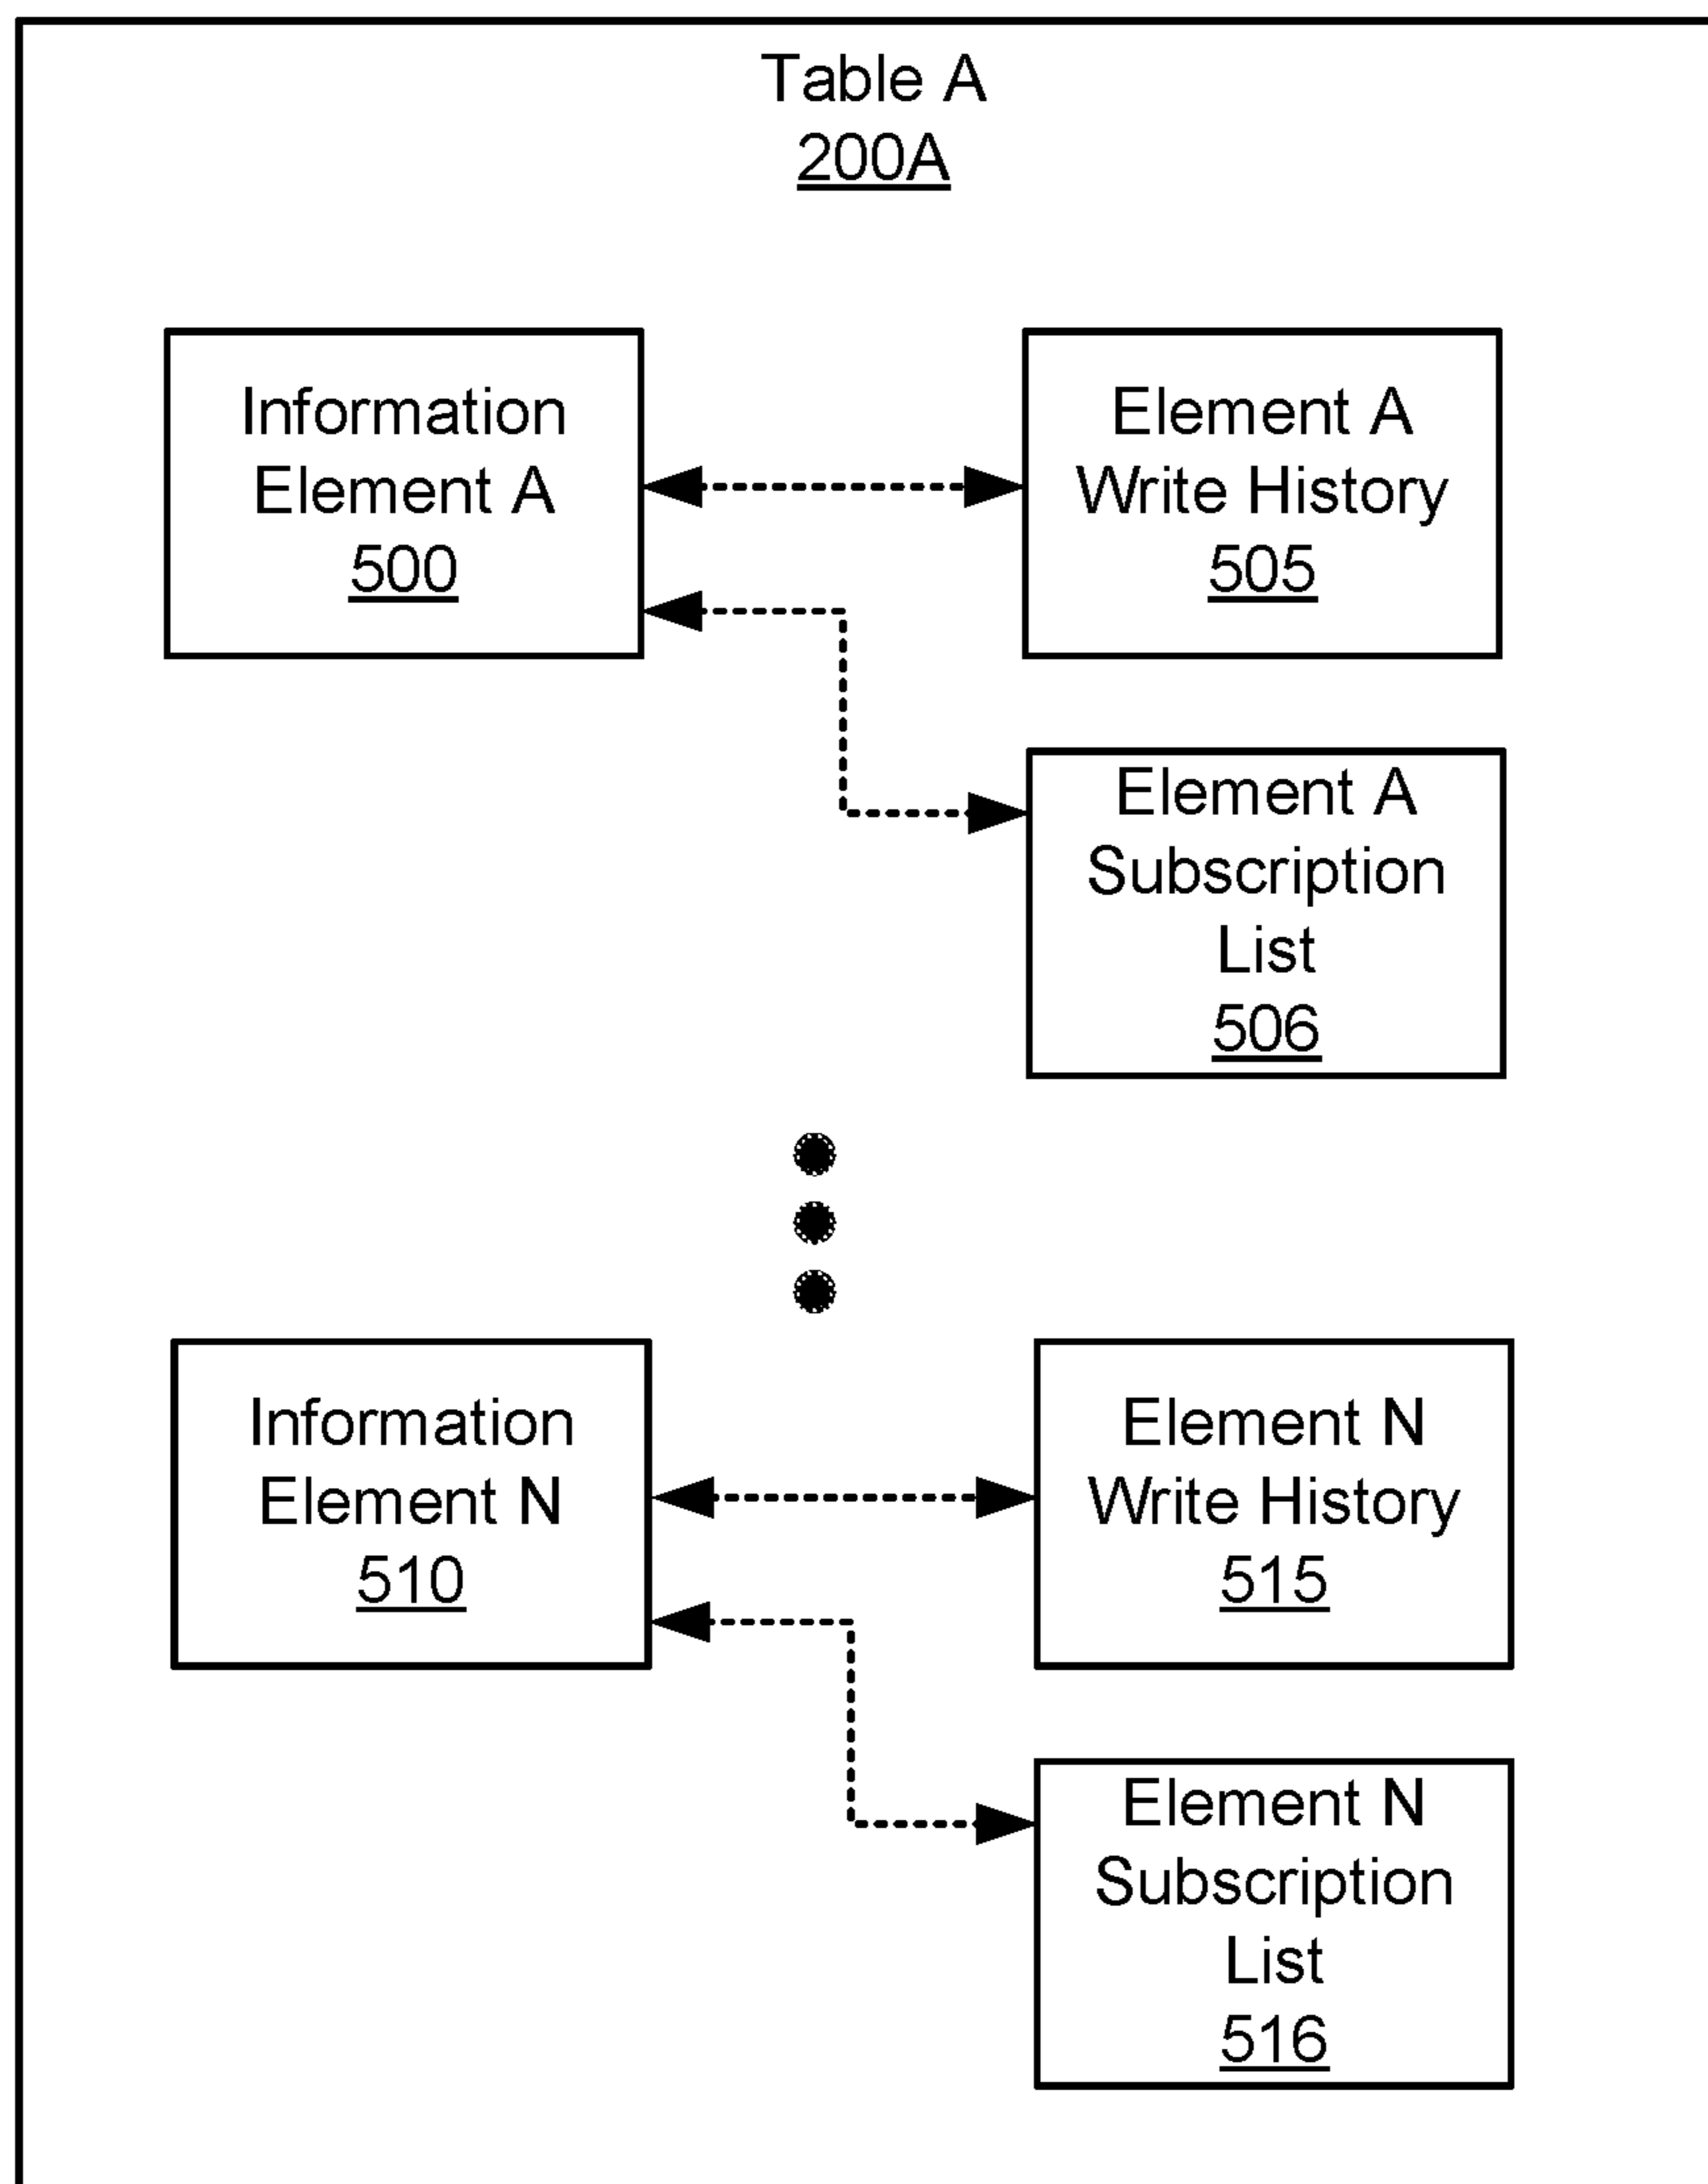 Table A
200A
Information
Element A
500
Element A
Write History
505
Element A
Subscription
List
506
Information
Element N
510
Element N
Write History
515
Element N
Subscription
List
516